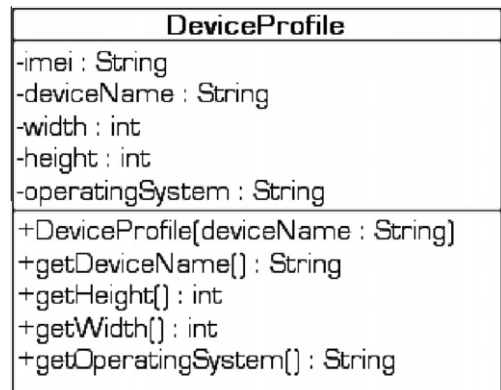 DeviceProfile
-imei : String
-deviceName : String
-width : int
-height : int
-operatingSystem : String
+DeviceProfile(deviceName : String)
+getDeviceName() : String
+getHeight() : int
+getWidth() : int
+getOperatingSystem() : String